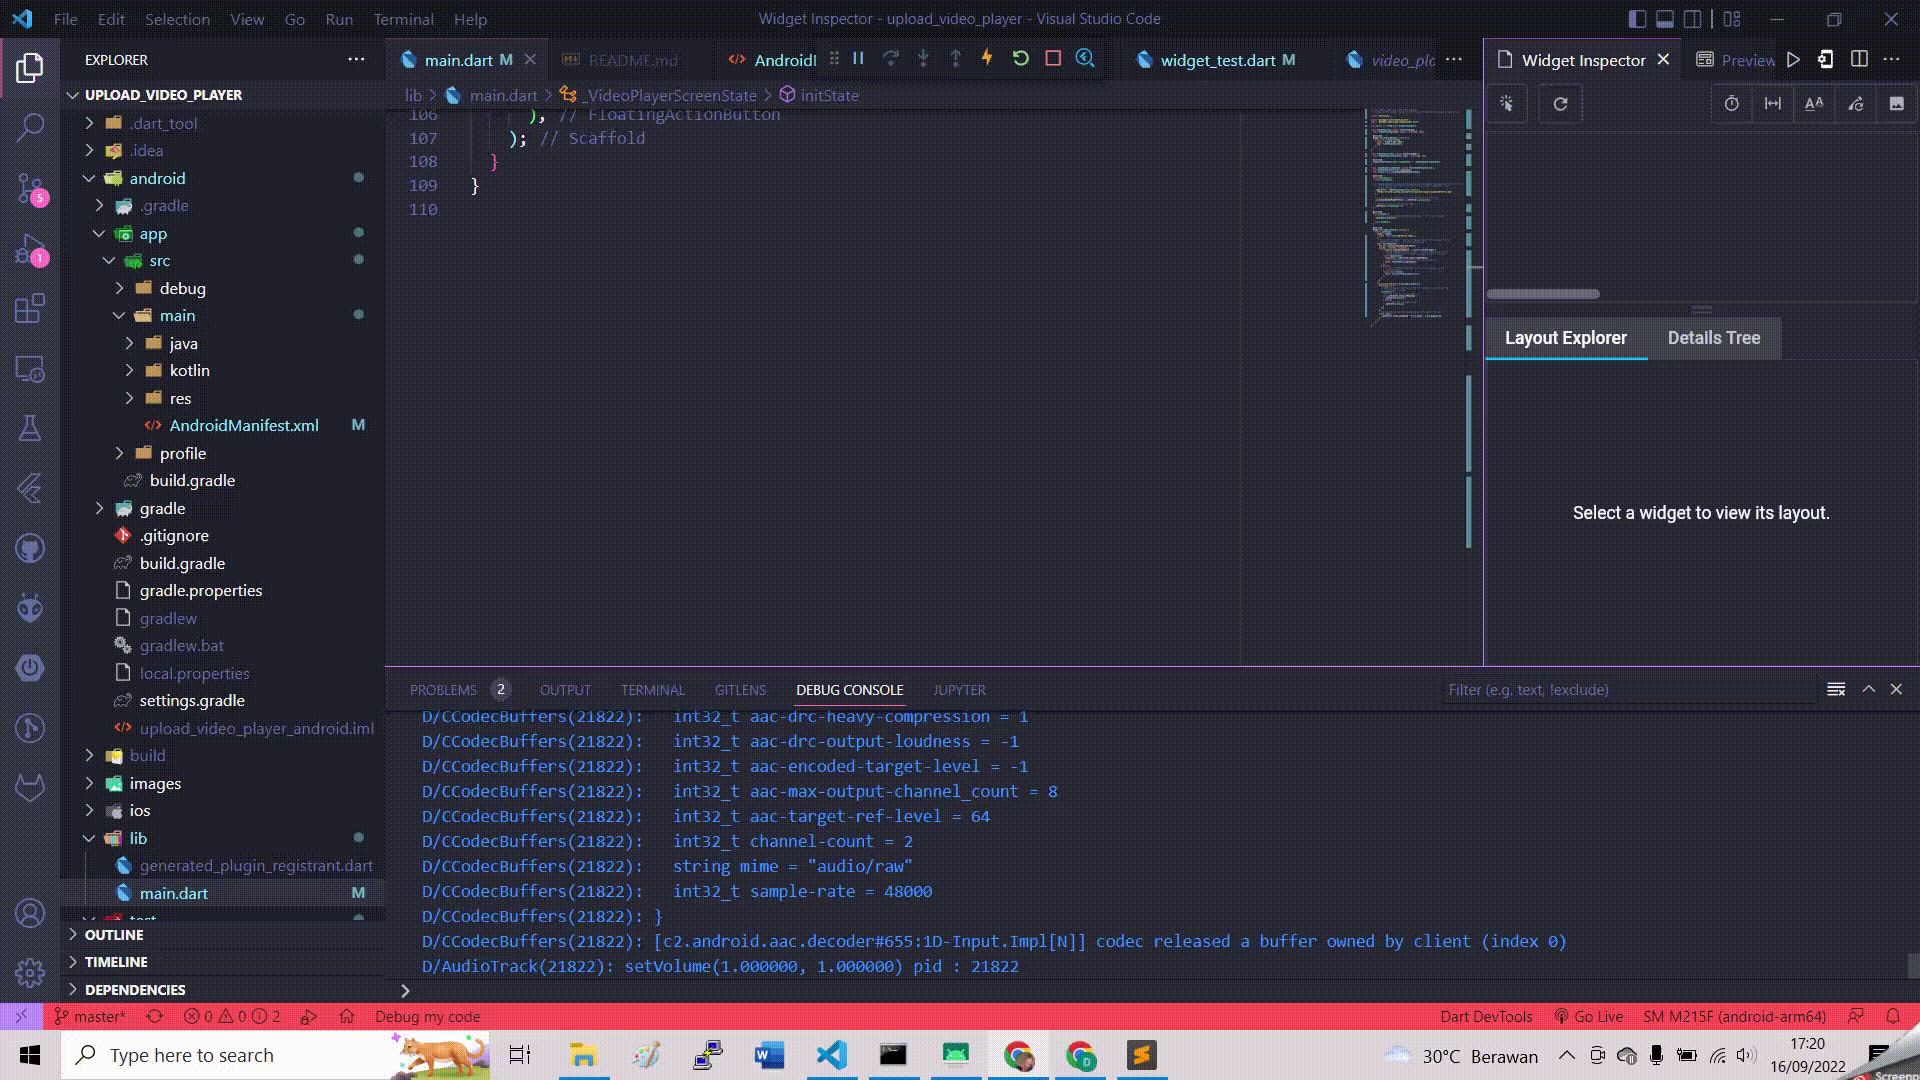 File Edit Selection View Go Run Terminal Help
Widget Inspector - upload_video_player - Visual Studio Code
EXPLORER
UPLOAD_VIDEO_PLAYER
.dart_tool
.idea
android
.gradle
app
src
debug
main
java
kotlin
res
AndroidManifest.xml M
profile
build.gradle
gradle
.gitignore
build.gradle
gradle.properties
gradlew
gradlew.bat
local.properties
settings.gradle
upload_video_player_android.iml
build
images
ios
lib
generated_plugin_registrant.dart
main.dart M
test
OUTLINE
TIMELINE
DEPENDENCIES
5
1
main.dart M README.md AndroidM widget_test.dart M video_pla
lib > main.dart > _VideoPlayerScreenState > initState
106 ), // FloatingActionButton
107 ); // Scaffold
108 }
109 }
110
Widget Inspector Preview
Layout Explorer Details Tree
Select a widget to view its layout.
PROBLEMS 2 OUTPUT TERMINAL GITLENS DEBUG CONSOLE JUPYTER
Filter (e.g. text, !exclude)
D/CCodecBuffers(21822):   int32_t aac-drc-heavy-compression = 1
D/CCodecBuffers(21822):   int32_t aac-drc-output-loudness = -1
D/CCodecBuffers(21822):   int32_t aac-encoded-target-level = -1
D/CCodecBuffers(21822):   int32_t aac-max-output-channel_count = 8
D/CCodecBuffers(21822):   int32_t aac-target-ref-level = 64
D/CCodecBuffers(21822):   int32_t channel-count = 2
D/CCodecBuffers(21822):   string mime = "audio/raw"
D/CCodecBuffers(21822):   int32_t sample-rate = 48000
D/CCodecBuffers(21822): }
D/CCodecBuffers(21822): [c2.android.aac.decoder#655:1D-Input.Impl[N]] codec released a buffer owned by client (index 0)
D/AudioTrack(21822): setVolume(1.000000, 1.000000) pid : 21822
master* 0 0 2 Debug my code
Dart DevTools Go Live SM M215F (android-arm64)
Type here to search
30°C Berawan
17:20
16/09/2022